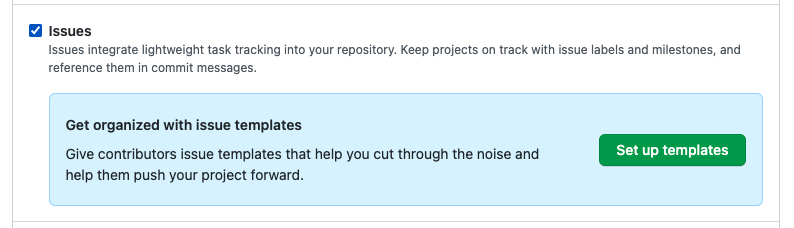 Issues
Issues integrate lightweight task tracking into your repository. Keep projects on track with issue labels and milestones, and
reference them in commit messages.
Get organized with issue templates
Give contributors issue templates that help you cut through the noise and
help them push your project forward.
Set up templates